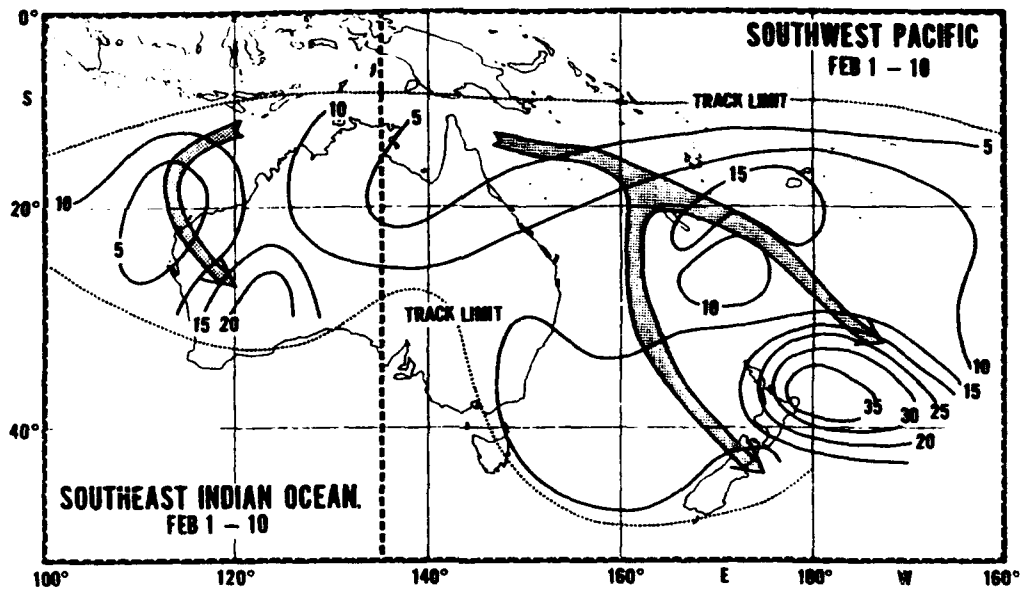 0°
SOUTHWEST PACIFIC
FEB 1 – 10
S
TRACK LIMIT
10
5
5
15
10
20°
5
10
15 20
TRACK LIMIT
10
15
35
30
25
20
40°
SOUTHEAST INDIAN OCEAN.
FEB 1 – 10
100°
120°
140°
160°
E
180°
W
160°